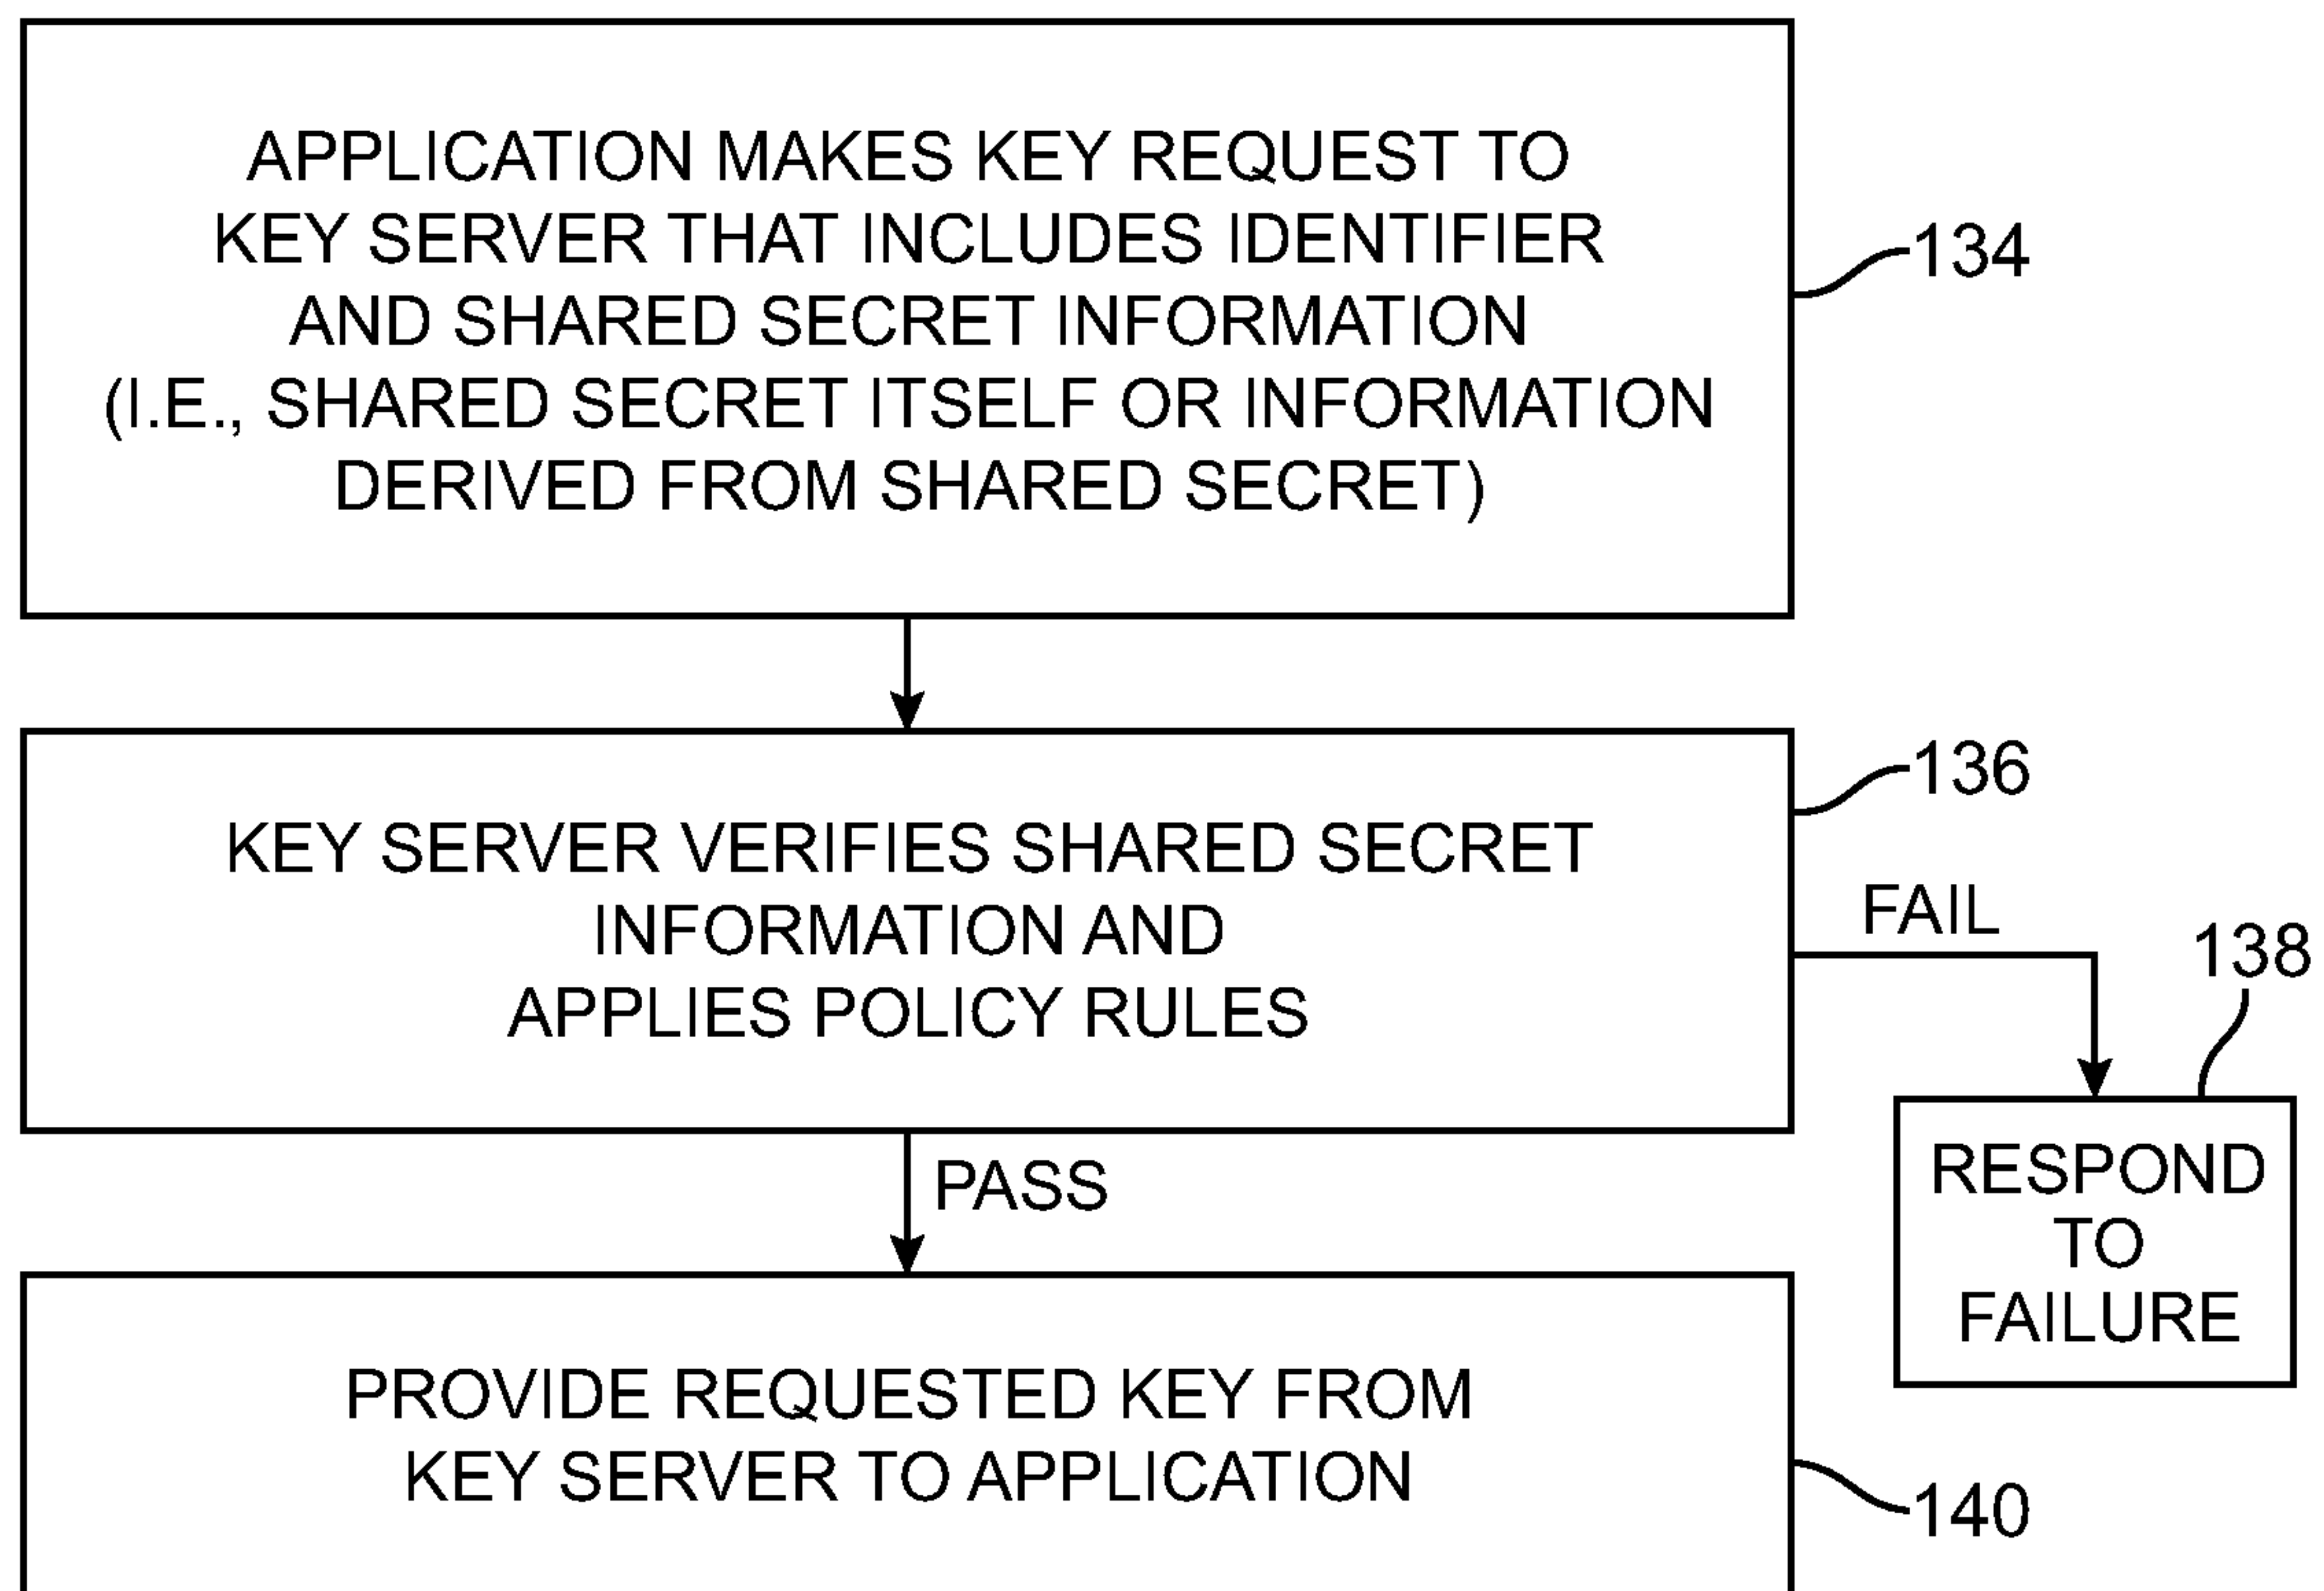 APPLICATION MAKES KEY REQUEST TO
KEY SERVER THAT INCLUDES IDENTIFIER
AND SHARED SECRET INFORMATION
(I.E., SHARED SECRET ITSELF OR INFORMATION
DERIVED FROM SHARED SECRET)
134
KEY SERVER VERIFIES SHARED SECRET
INFORMATION AND
APPLIES POLICY RULES
136
FAIL
138
RESPOND
TO
FAILURE
PASS
PROVIDE REQUESTED KEY FROM
KEY SERVER TO APPLICATION
140